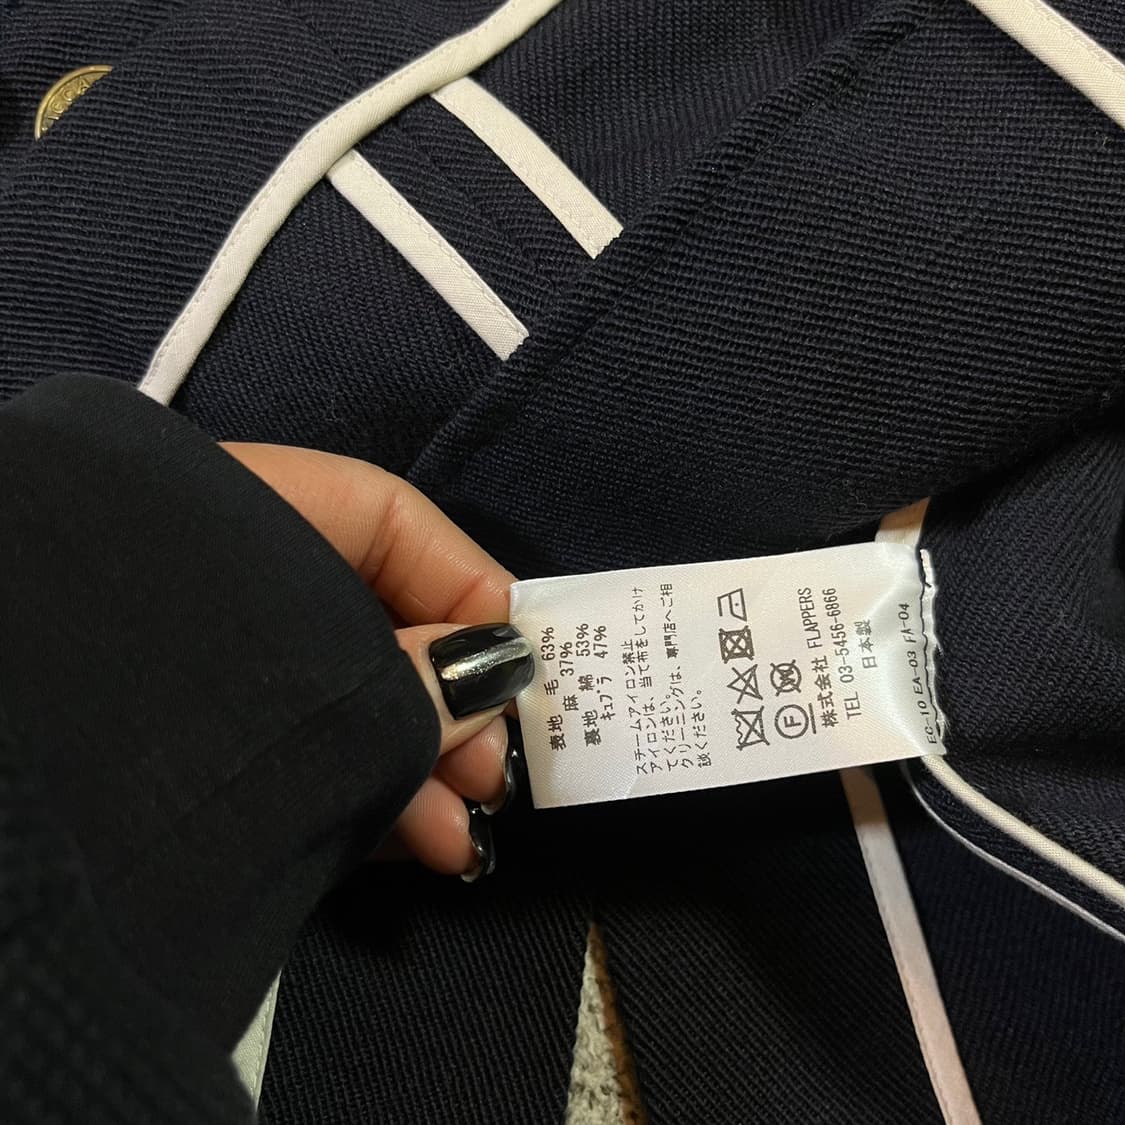 表地 毛 63%
麻 37%
裏地 綿 53%
キュプラ 47%
スチームアイロン禁止
アイロンは、当て布をしてかけ
てください。
クリーニングは、専門店へご相
談ください。
F
株式会社 FLAPPERS
TEL 03-5456-6866
日本製
EC-10 EA-03 FA-04